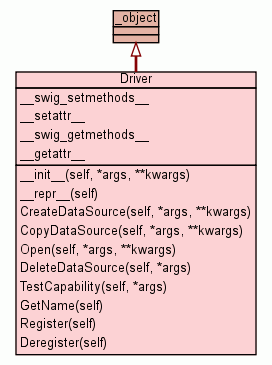 _object
Driver
__swig_setmethods__
__setattr__
__swig_getmethods__
__getattr__
__init__(self, *args, **kwargs)
__repr__(self)
CreateDataSource(self, *args, **kwargs)
CopyDataSource(self, *args, **kwargs)
Open(self, *args, **kwargs)
DeleteDataSource(self, *args)
TestCapability(self, *args)
GetName(self)
Register(self)
Deregister(self)